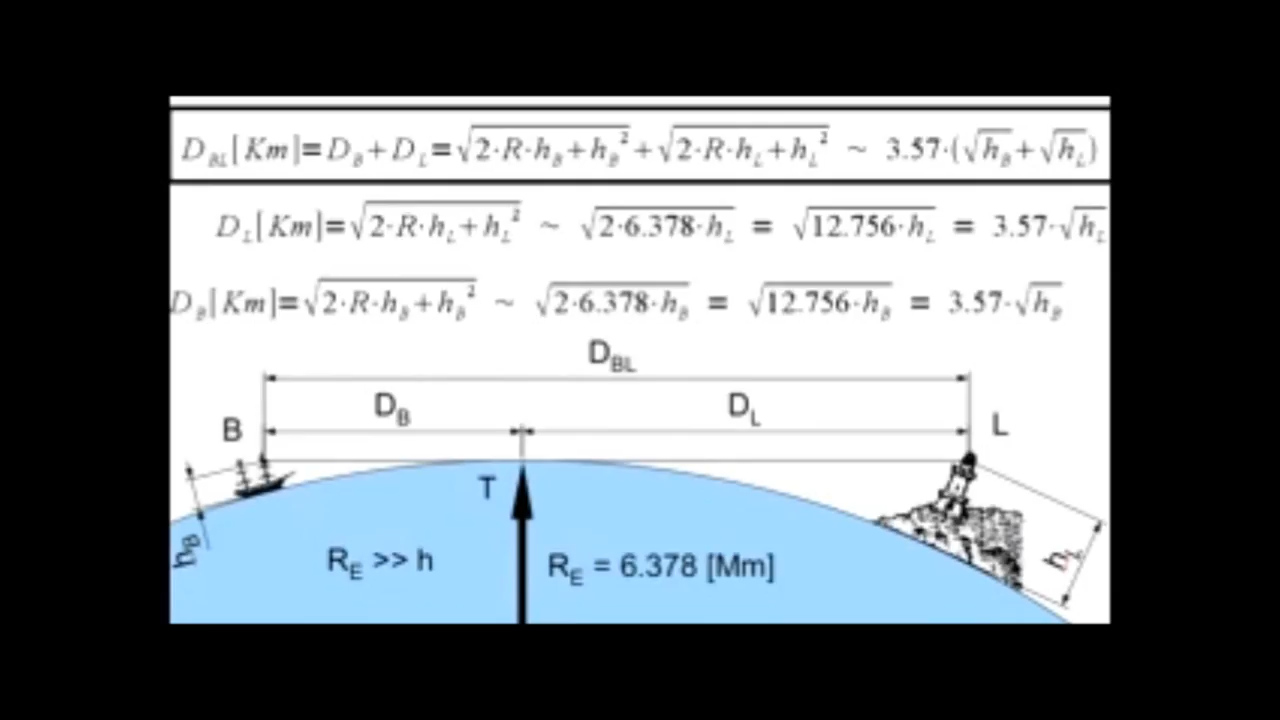 D_BL[Km]=D_B+D_L=√(2·R·h_B+h_B²)+√(2·R·h_L+h_L²) ~ 3.57·(√h_B+√h_L)
D_L[Km]=√(2·R·h_L+h_L²) ~ √(2·6.378·h_L) = √(12.756·h_L) = 3.57·√h_L
D_B[Km]=√(2·R·h_B+h_B²) ~ √(2·6.378·h_B) = √(12.756·h_B) = 3.57·√h_B
D_BL
D_B D_L
B L
T
h_B R_E >> h R_E = 6.378 [Mm] h_L